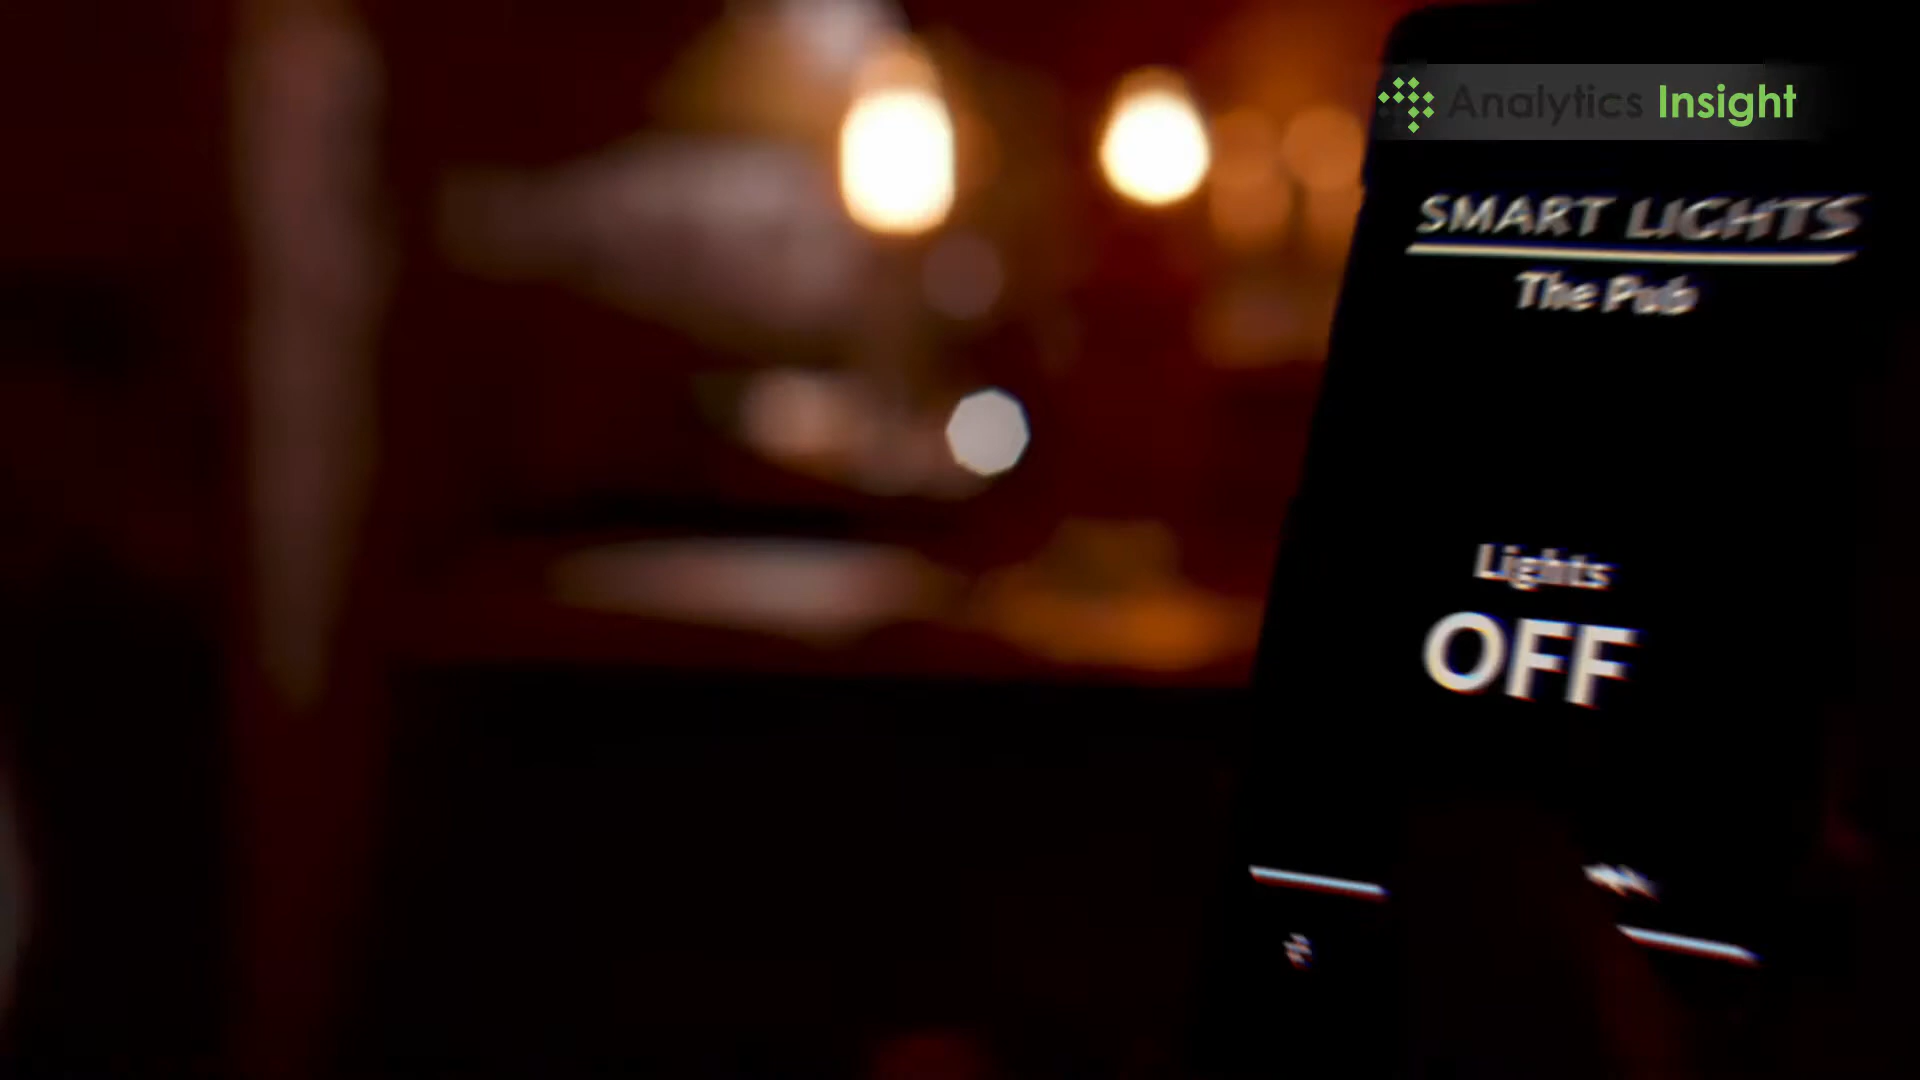 Analytics Insight
SMART LIGHTS
The Pub
Lights
OFF